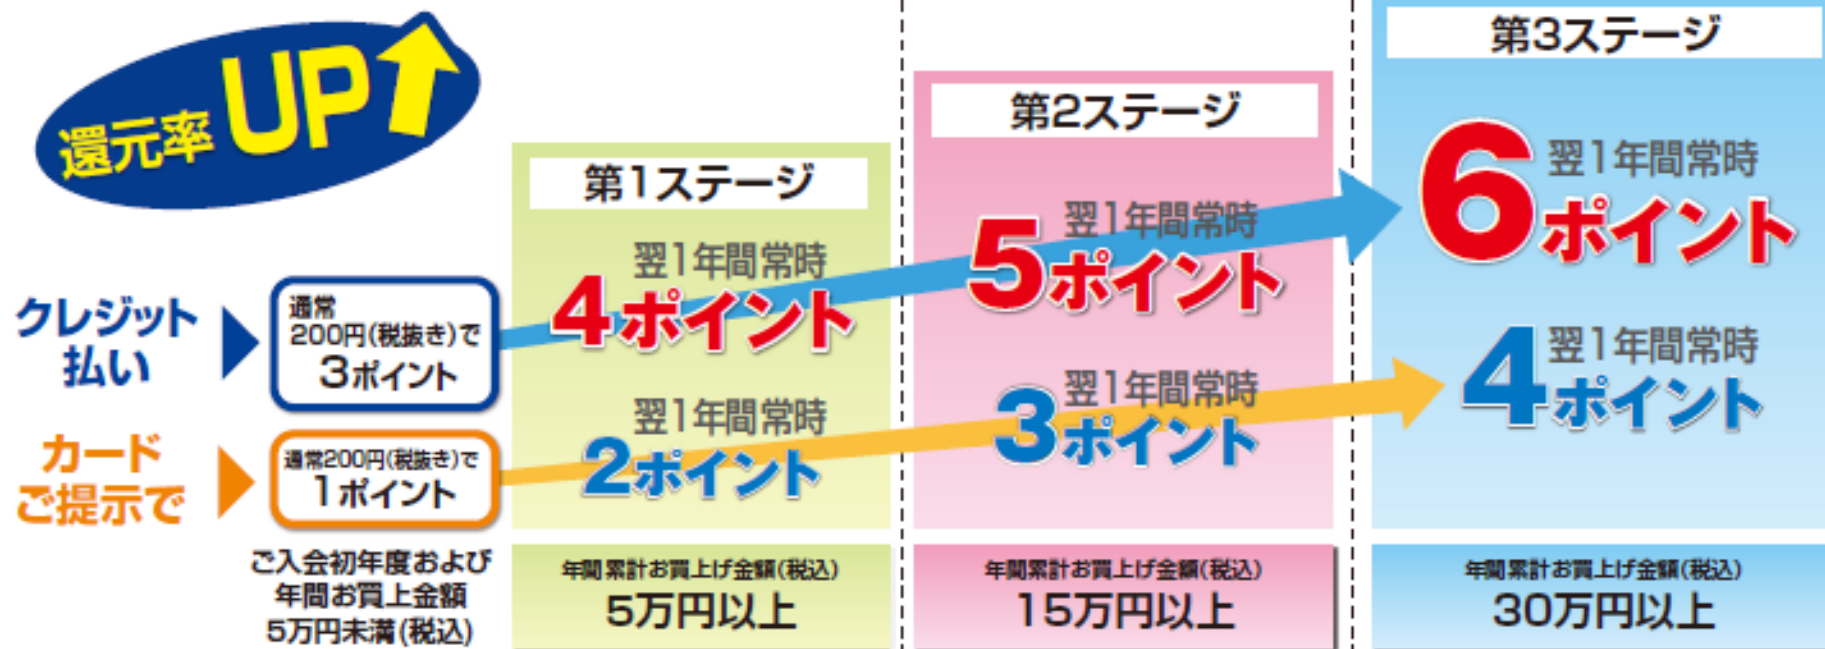 還元率UP
クレジット
払い
通常
200円(税抜き)で
3ポイント
カード
ご提示で
通常200円(税抜き)で
1ポイント
ご入会初年度および
年間お買上金額
5万円未満(税込)
第1ステージ
翌1年間常時
4ポイント
翌1年間常時
2ポイント
年間累計お買上げ金額(税込)
5万円以上
第2ステージ
翌1年間常時
5ポイント
翌1年間常時
3ポイント
年間累計お買上げ金額(税込)
15万円以上
第3ステージ
翌1年間常時
6ポイント
翌1年間常時
4ポイント
年間累計お買上げ金額(税込)
30万円以上